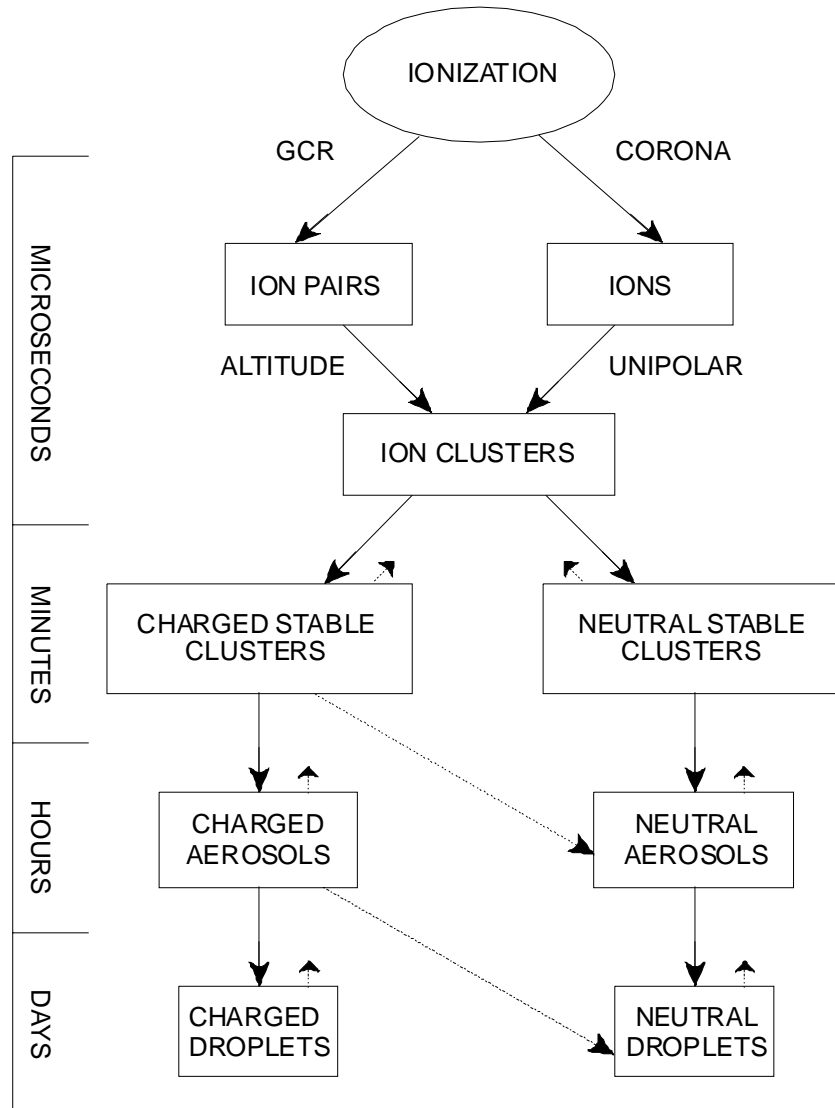 IONIZATION
GCR
CORONA
MICROSECONDS
ION PAIRS
IONS
ALTITUDE
UNIPOLAR
ION CLUSTERS
MINUTES
CHARGED STABLE
CLUSTERS
NEUTRAL STABLE
CLUSTERS
HOURS
CHARGED
AEROSOLS
NEUTRAL
AEROSOLS
DAYS
CHARGED
DROPLETS
NEUTRAL
DROPLETS